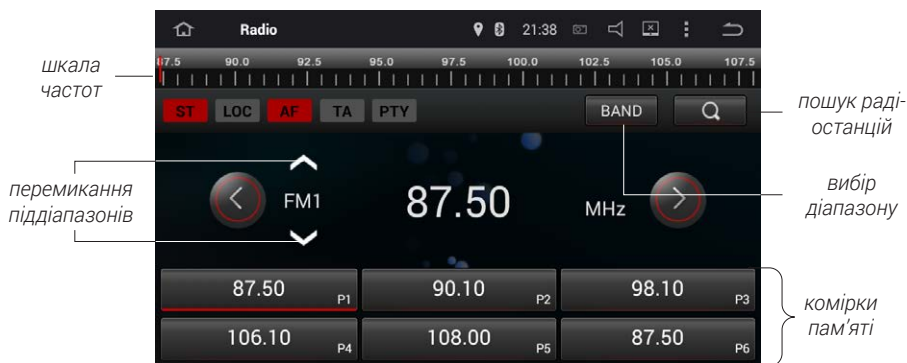 Radio
21:38
87.5 90.0 92.5 95.0 97.5 100.0 102.5 105.0 107.5
шкала
частот
ST LOC AF TA PTY BAND
пошук раді-
останцій
перемикання
піддіапазонів
FM1 87.50 MHz
вибір
діапазону
87.50 P1 90.10 P2 98.10 P3
106.10 P4 108.00 P5 87.50 P6
комірки
пам’яті